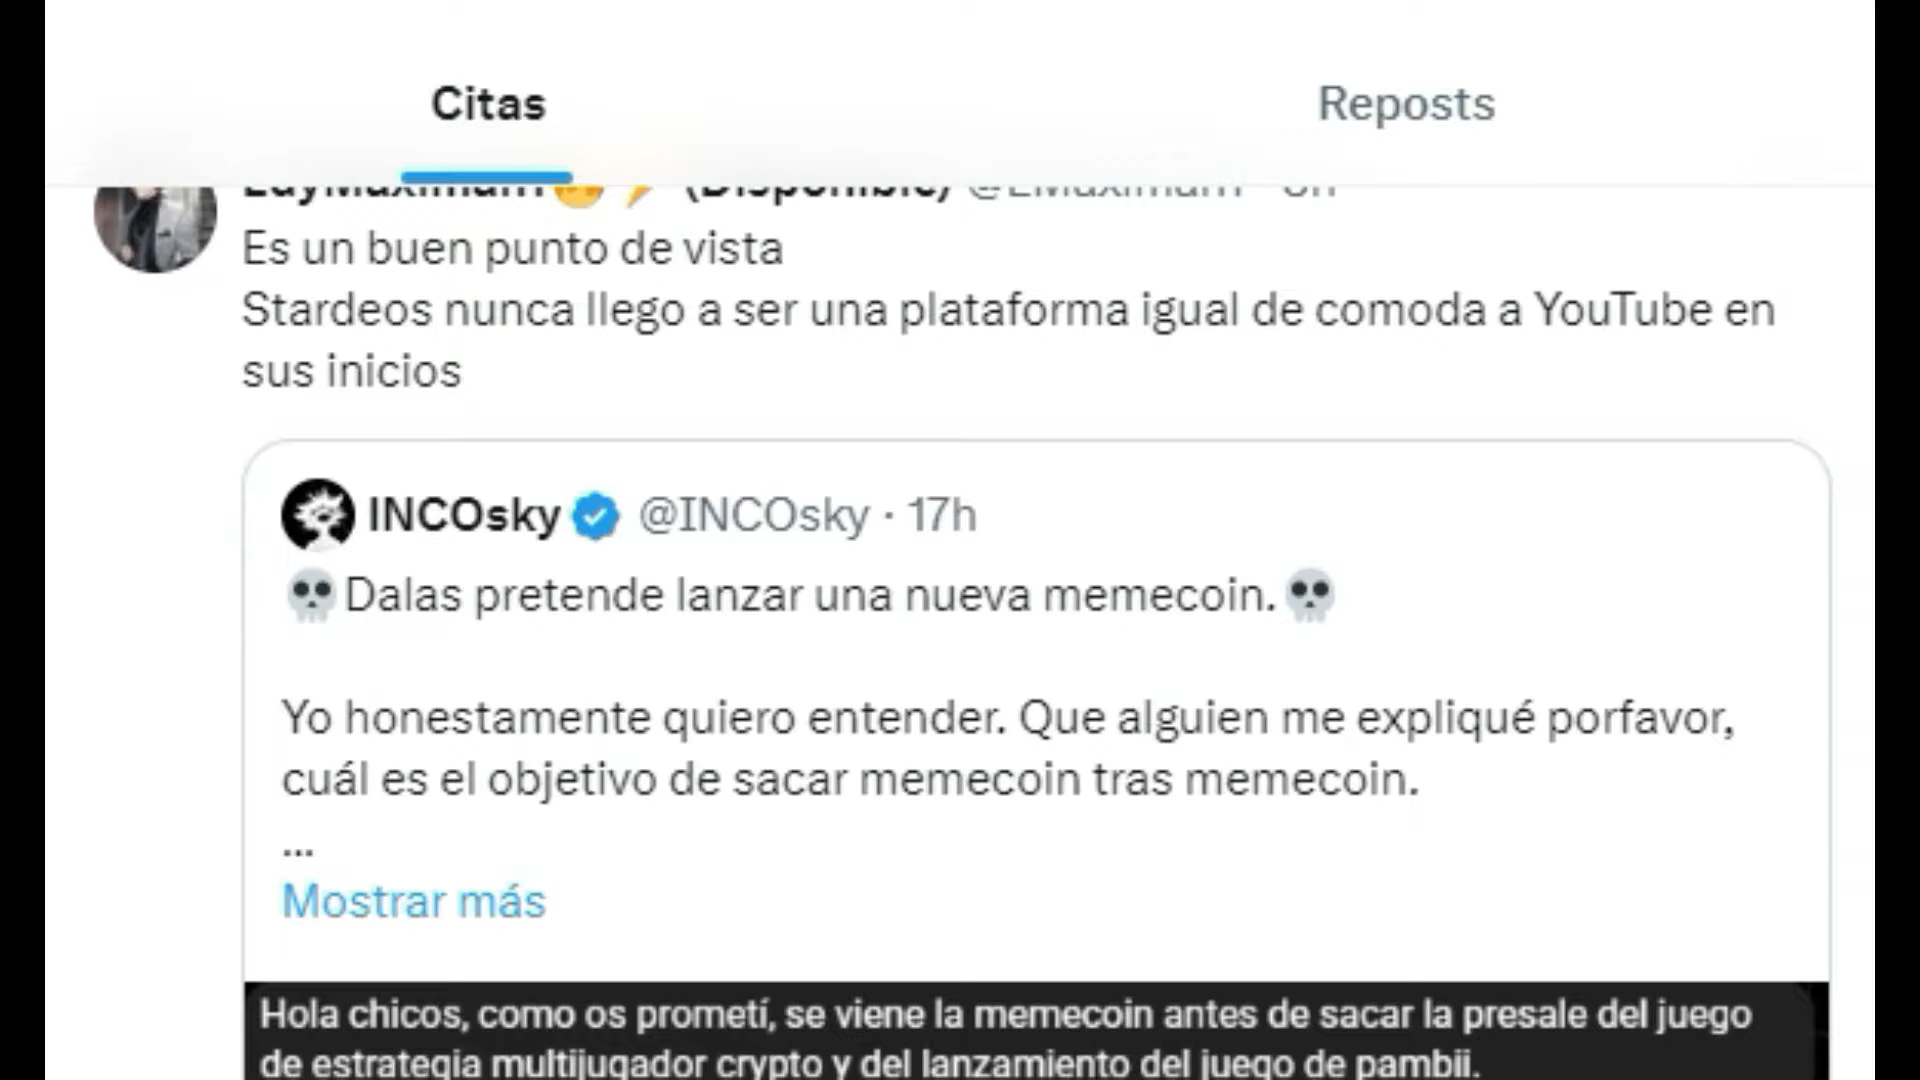 Citas
Reposts
(Disponible)
Es un buen punto de vista
Stardeos nunca llego a ser una plataforma igual de comoda a YouTube en
sus inicios
INCOsky @INCOsky · 17h
💀Dalas pretende lanzar una nueva memecoin.💀
Yo honestamente quiero entender. Que alguien me expliqué porfavor,
cuál es el objetivo de sacar memecoin tras memecoin.
...
Mostrar más
Hola chicos, como os prometí, se viene la memecoin antes de sacar la presale del juego
de estrategia multijugador crypto y del lanzamiento del juego de pambii.